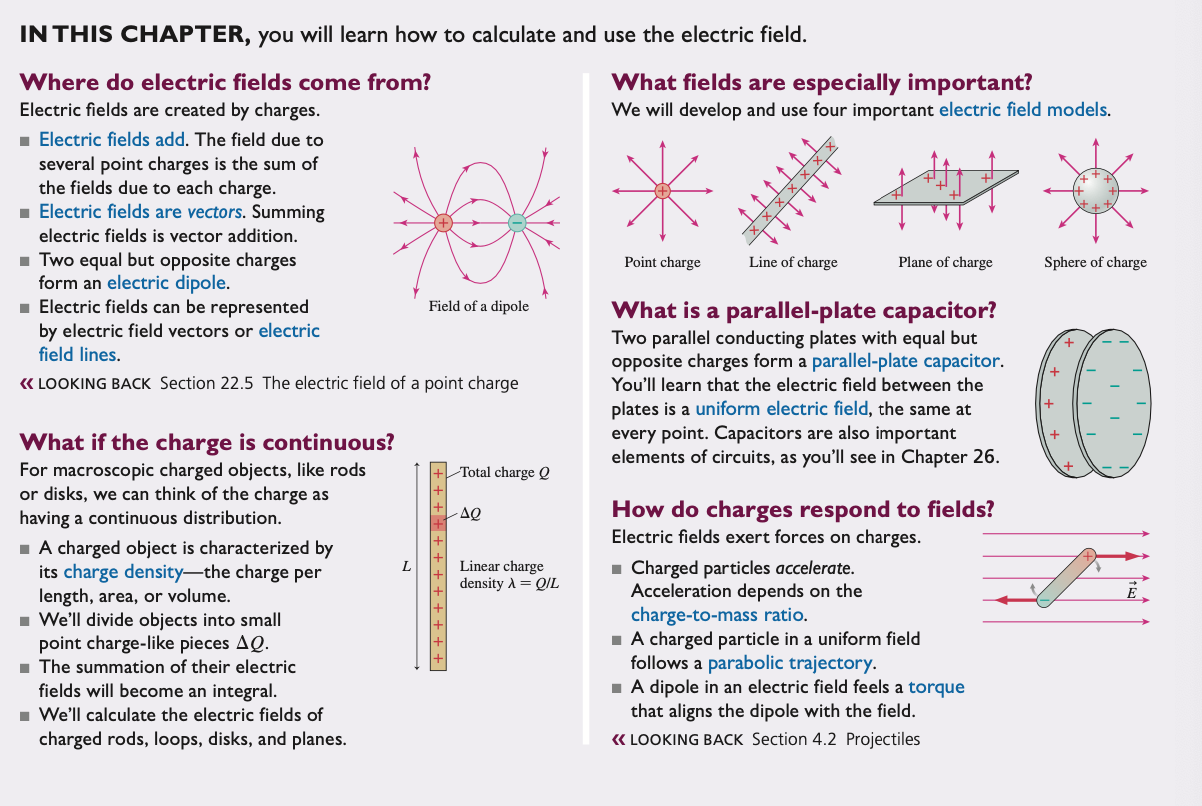 IN THIS CHAPTER, you will learn how to calculate and use the electric field.
Where do electric fields come from?
Electric fields are created by charges.
■ Electric fields add. The field due to
several point charges is the sum of
the fields due to each charge.
■ Electric fields are vectors. Summing
electric fields is vector addition.
■ Two equal but opposite charges
form an electric dipole.
■ Electric fields can be represented
by electric field vectors or electric
field lines.
+ −
Field of a dipole
« LOOKING BACK Section 22.5 The electric field of a point charge
What if the charge is continuous?
For macroscopic charged objects, like rods
or disks, we can think of the charge as
having a continuous distribution.
■ A charged object is characterized by
its charge density—the charge per
length, area, or volume.
■ We'll divide objects into small
point charge-like pieces ΔQ.
■ The summation of their electric
fields will become an integral.
■ We'll calculate the electric fields of
charged rods, loops, disks, and planes.
Total charge Q
ΔQ
L
Linear charge
density λ = Q/L
What fields are especially important?
We will develop and use four important electric field models.
Point charge
Line of charge
Plane of charge
Sphere of charge
What is a parallel-plate capacitor?
Two parallel conducting plates with equal but
opposite charges form a parallel-plate capacitor.
You'll learn that the electric field between the
plates is a uniform electric field, the same at
every point. Capacitors are also important
elements of circuits, as you'll see in Chapter 26.
How do charges respond to fields?
Electric fields exert forces on charges.
■ Charged particles accelerate.
Acceleration depends on the
charge-to-mass ratio.
■ A charged particle in a uniform field
follows a parabolic trajectory.
■ A dipole in an electric field feels a torque
that aligns the dipole with the field.
+ −
E⃗
« LOOKING BACK Section 4.2 Projectiles